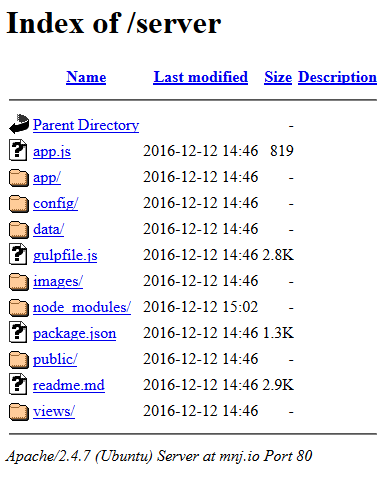 Index of /server
Name Last modified Size Description
Parent Directory -
app.js 2016-12-12 14:46 819
app/ 2016-12-12 14:46 -
config/ 2016-12-12 14:46 -
data/ 2016-12-12 14:46 -
gulpfile.js 2016-12-12 14:46 2.8K
images/ 2016-12-12 14:46 -
node_modules/ 2016-12-12 15:02 -
package.json 2016-12-12 14:46 1.3K
public/ 2016-12-12 14:46 -
readme.md 2016-12-12 14:46 2.9K
views/ 2016-12-12 14:46 -
Apache/2.4.7 (Ubuntu) Server at mnj.io Port 80